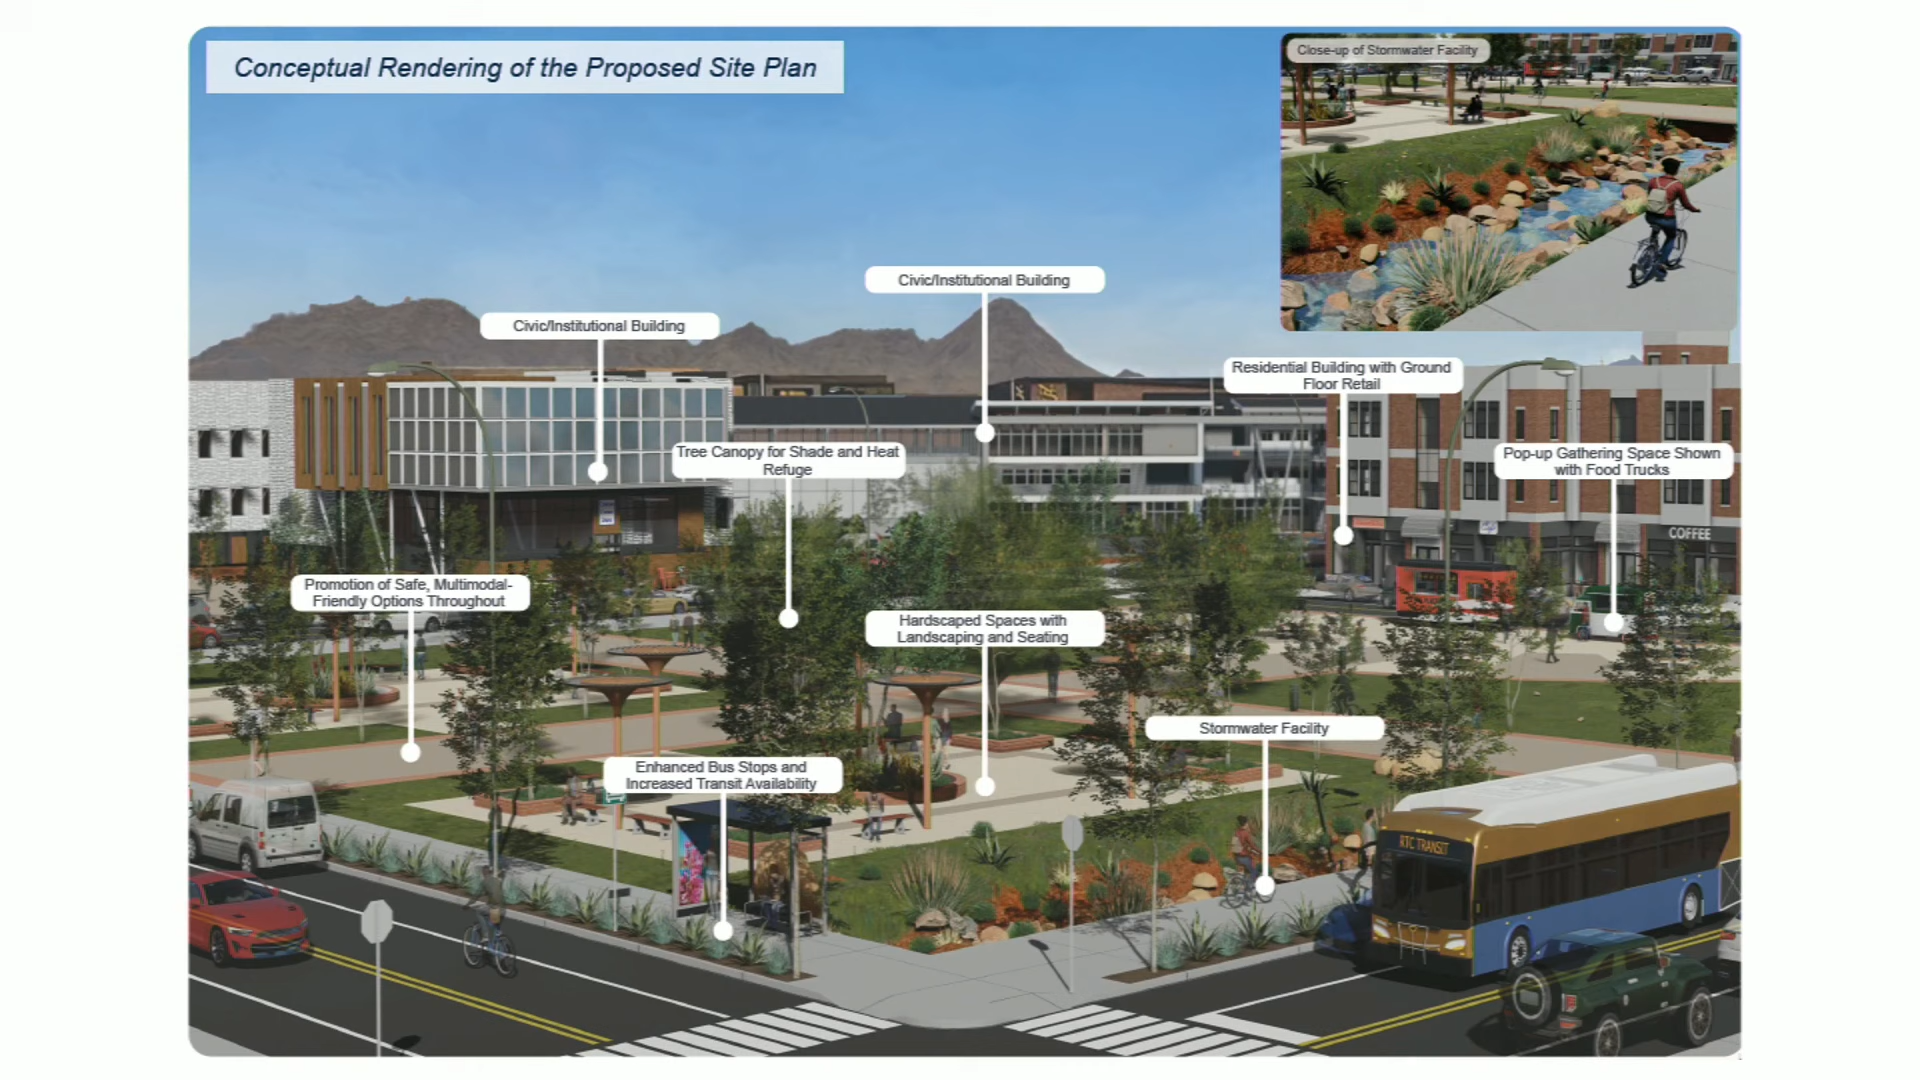 Conceptual Rendering of the Proposed Site Plan
Close-up of Stormwater Facility
Civic/Institutional Building
Civic/Institutional Building
Residential Building with Ground
Floor Retail
Tree Canopy for Shade and Heat
Refuge
Pop-up Gathering Space Shown
with Food Trucks
COFFEE
Promotion of Safe, Multimodal-
Friendly Options Throughout
Hardscaped Spaces with
Landscaping and Seating
Stormwater Facility
Enhanced Bus Stops and
Increased Transit Availability
RTC TRANSIT